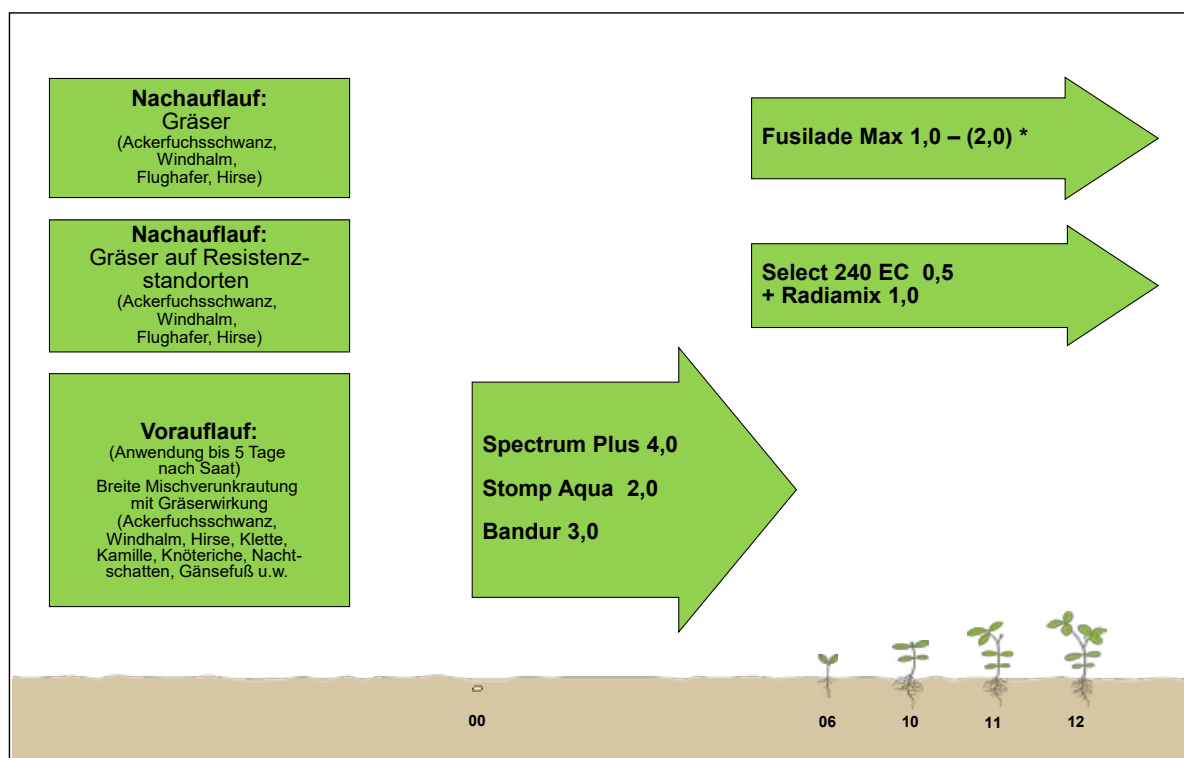 Nachauflauf:
Gräser
(Ackerfuchsschwanz,
Windhalm,
Flughafer, Hirse)
Fusilade Max 1,0 – (2,0) *
Nachauflauf:
Gräser auf Resistenz-
standorten
(Ackerfuchsschwanz,
Windhalm,
Flughafer, Hirse)
Select 240 EC 0,5
+ Radiamix 1,0
Vorauflauf:
(Anwendung bis 5 Tage
nach Saat)
Breite Mischverunkrautung
mit Gräserwirkung
(Ackerfuchsschwanz,
Windhalm, Hirse, Klette,
Kamille, Knöteriche, Nacht-
schatten, Gänsefuß u.w.
Spectrum Plus 4,0
Stomp Aqua 2,0
Bandur 3,0
00 06 10 11 12